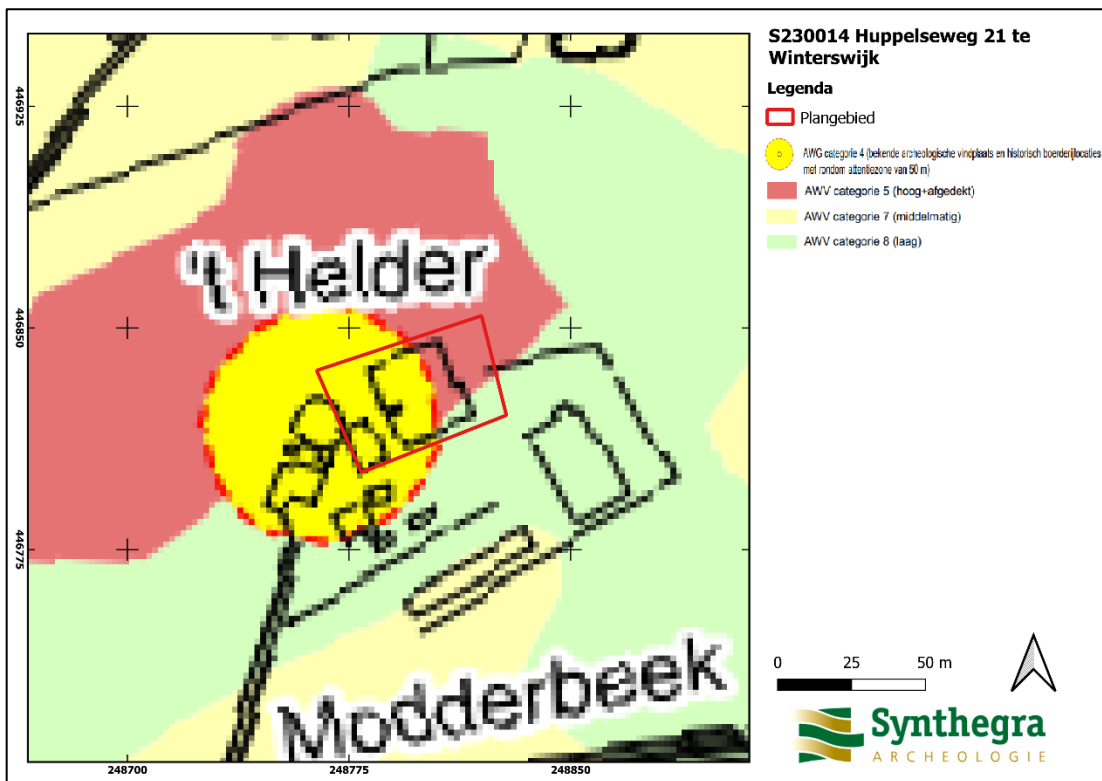 S230014 Huppelseweg 21 te
Winterswijk
Legenda
Plangebied
AWG categorie 4 (bekende archeologische vindplaats en historisch boerderijlocaties
met rondom attentiezone van 50 m)
AWV categorie 5 (hoog+afgedekt)
AWV categorie 7 (middelmatig)
AWV categorie 8 (laag)
446925
446850
446775
't Helder
Modderbeek
248700
248775
248850
0 25 50 m
Synthegra
ARCHEOLOGIE